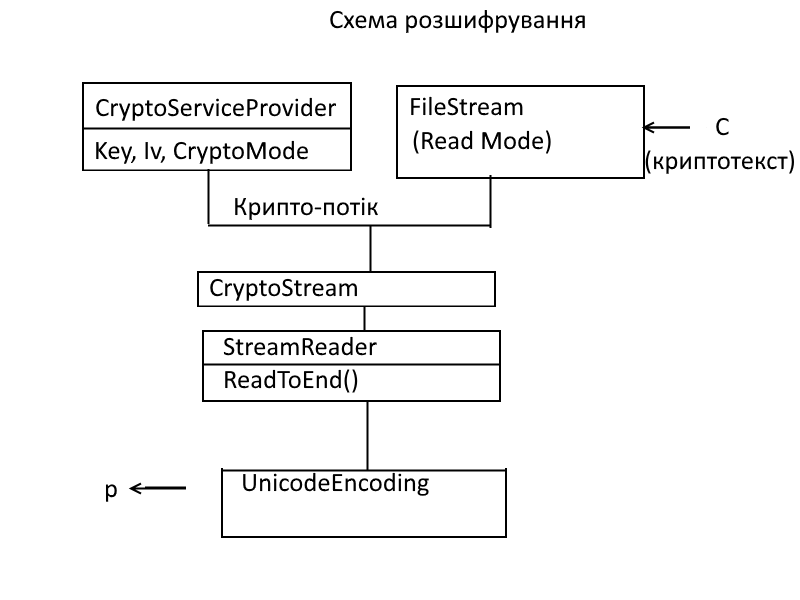 Схема розшифрування
CryptoServiceProvider
Key, Iv, CryptoMode
FileStream
(Read Mode)
C
(криптотекст)
Крипто-потік
CryptoStream
StreamReader
ReadToEnd()
UnicodeEncoding
p